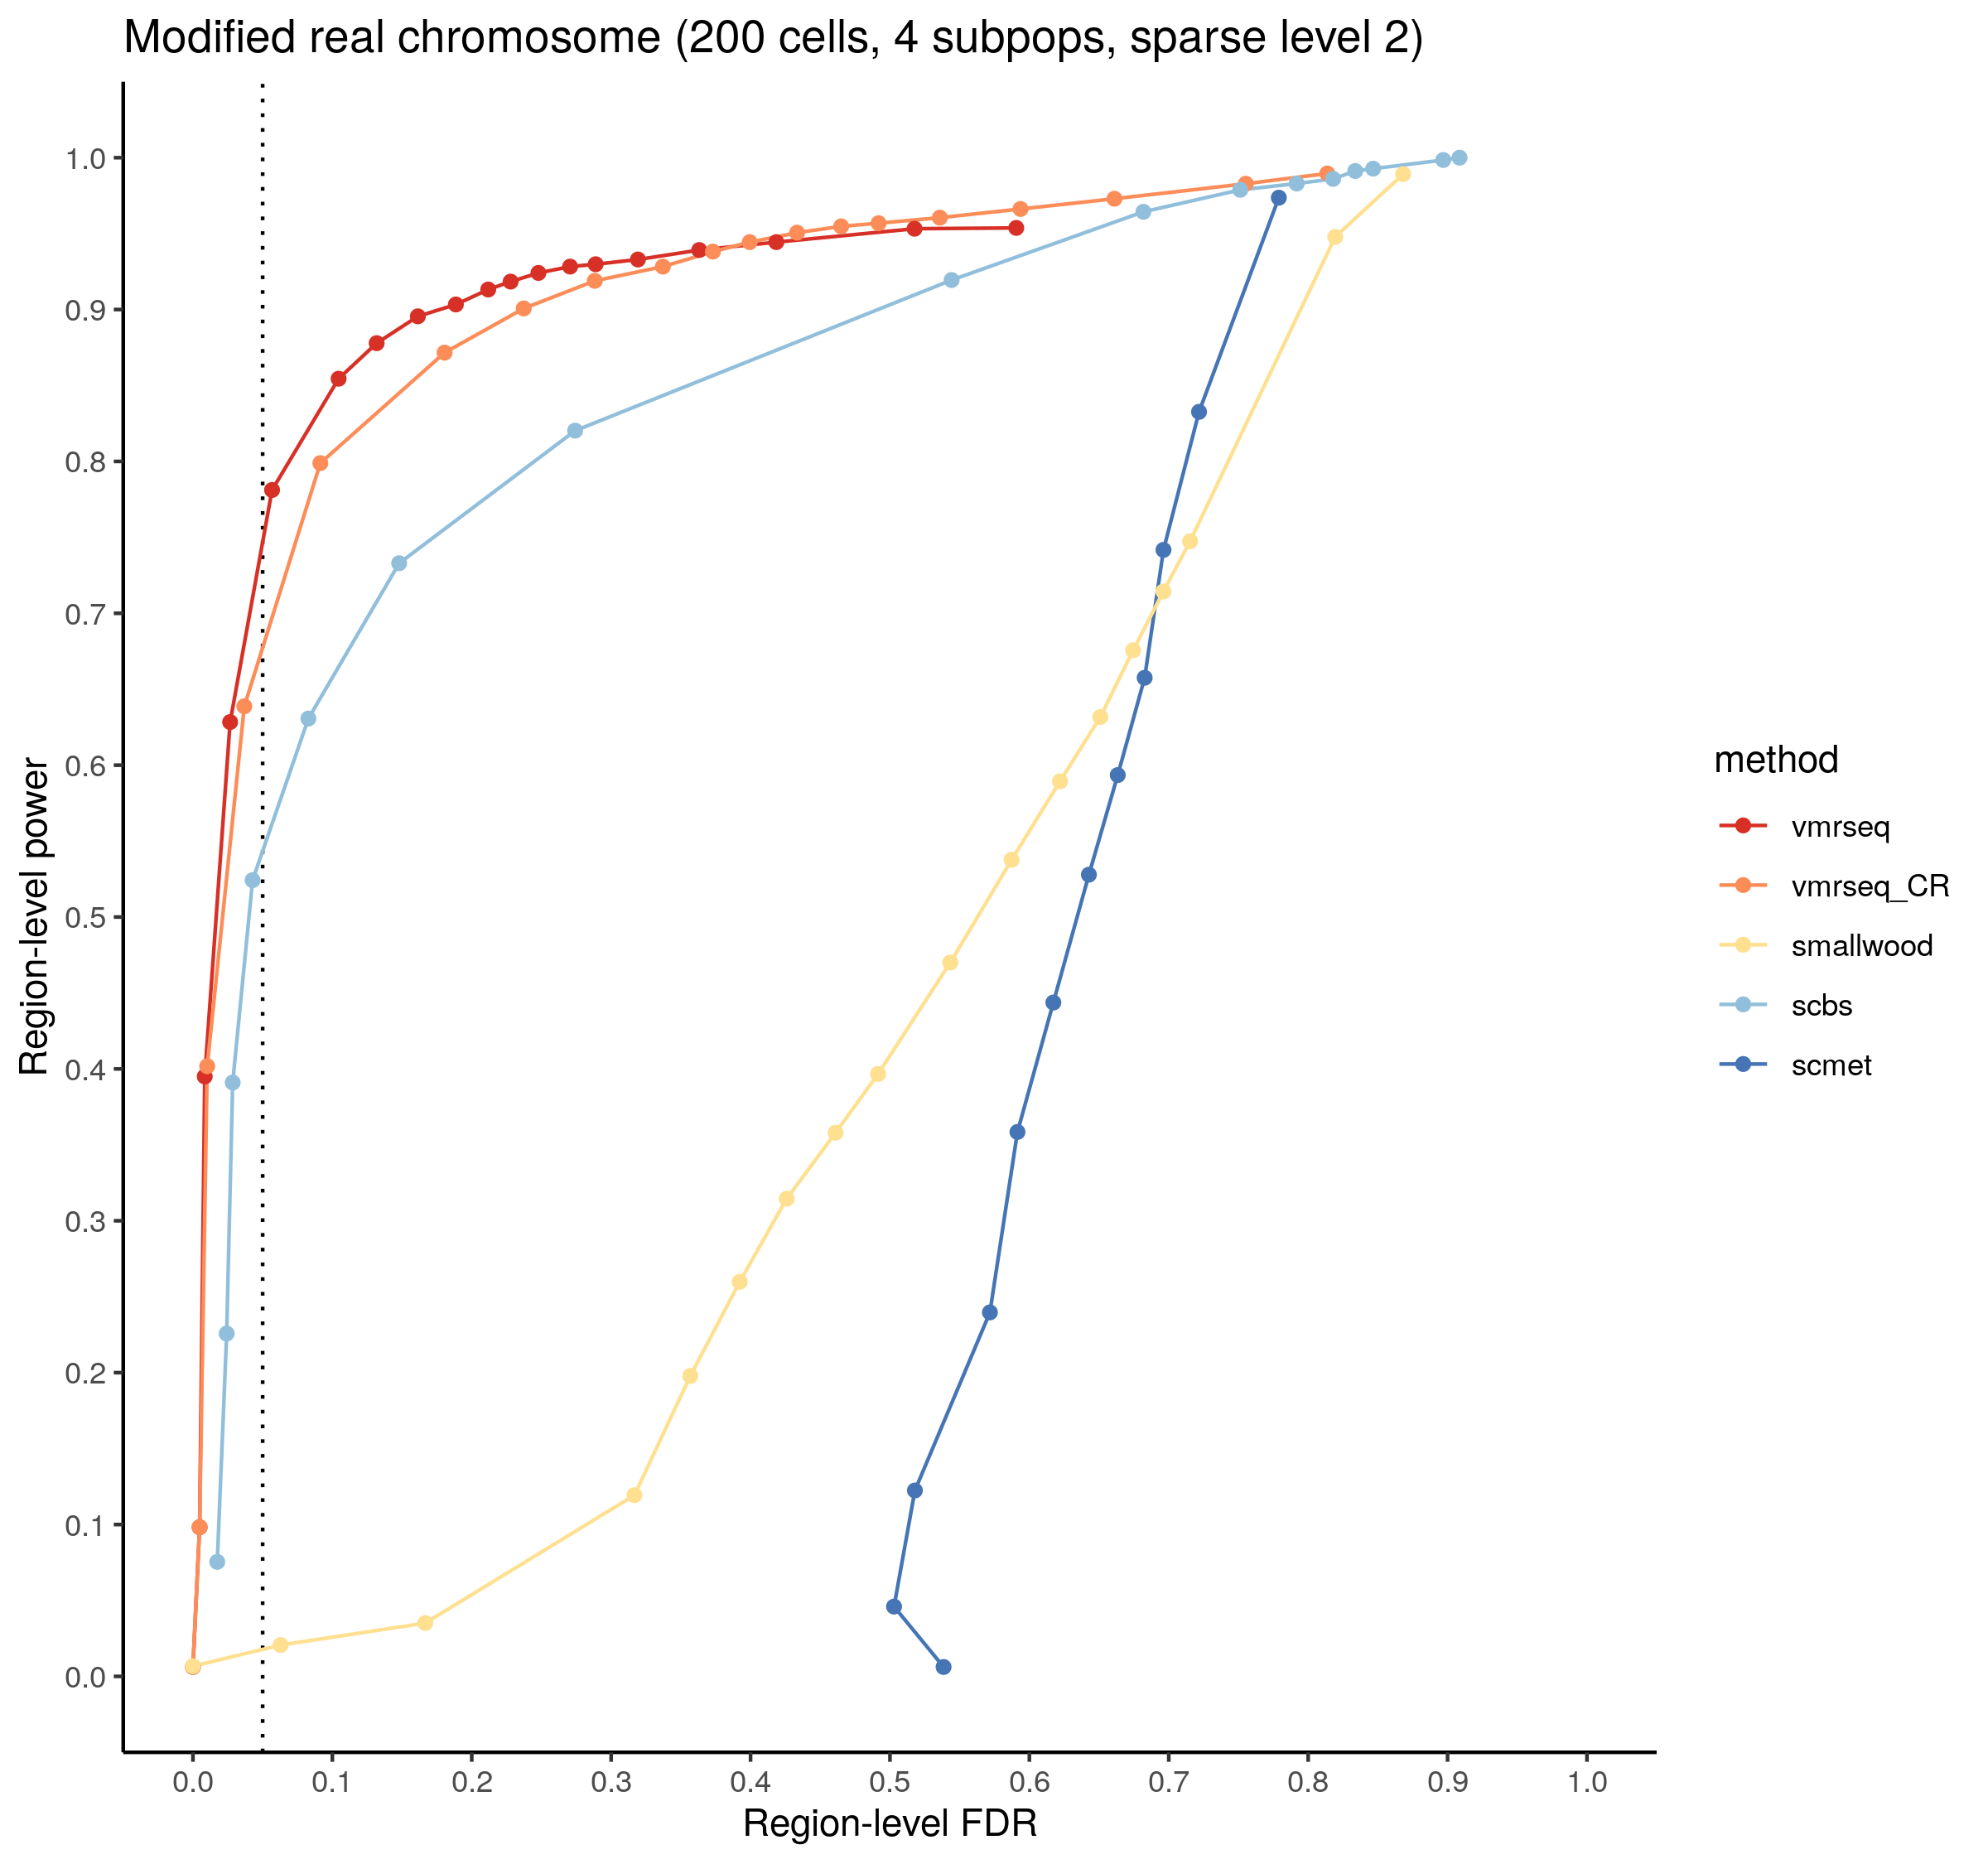 Modified real chromosome (200 cells, 4 subpops, sparse level 2)
Region-level power
1.0
0.9
0.8
0.7
0.6
0.5
0.4
0.3
0.2
0.1
0.0
0.0 0.1 0.2 0.3 0.4 0.5 0.6 0.7 0.8 0.9 1.0
Region-level FDR
method
vmrseq
vmrseq_CR
smallwood
scbs
scmet